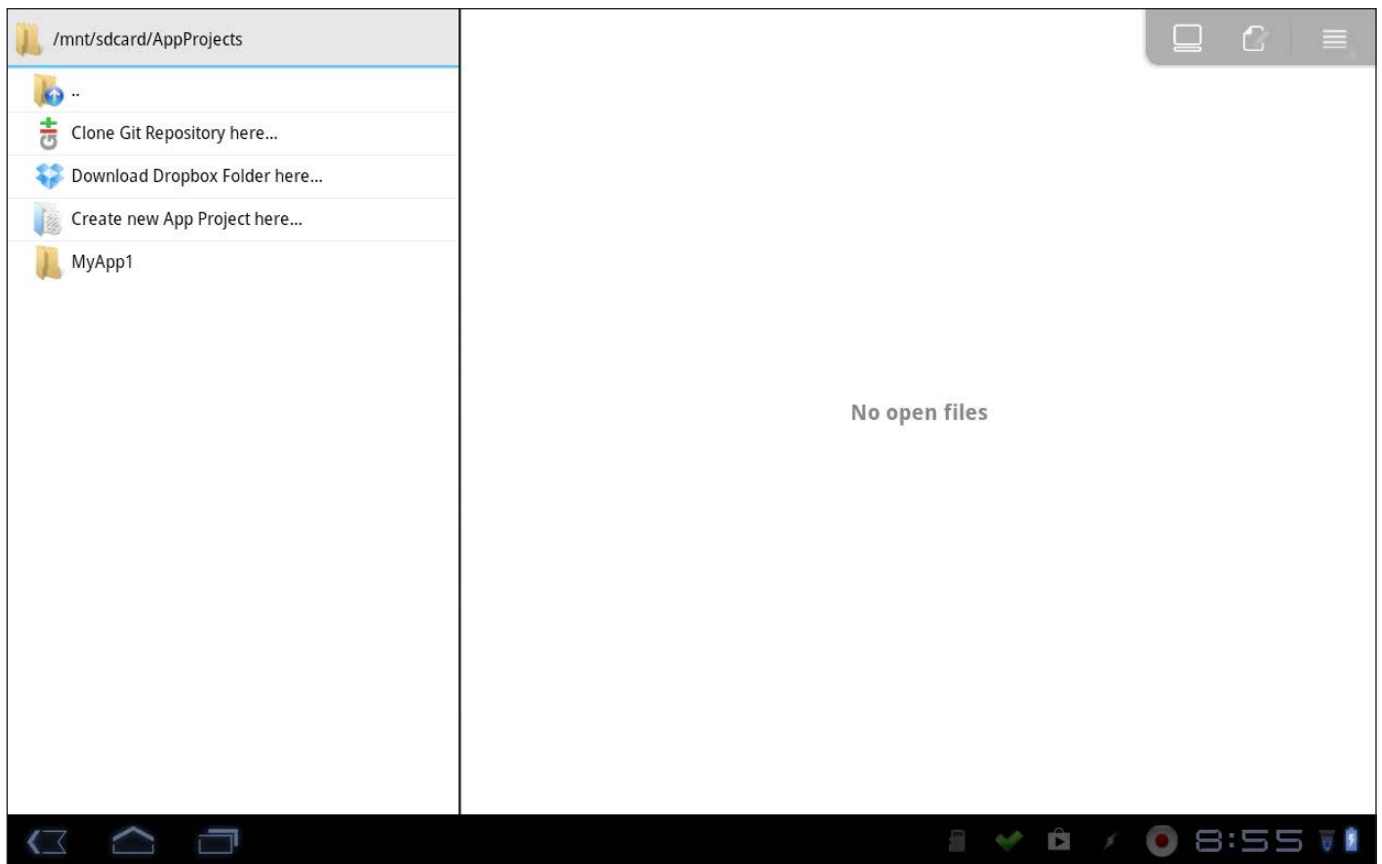 /mnt/sdcard/AppProjects
..
Clone Git Repository here...
Download Dropbox Folder here...
Create new App Project here...
MyApp1
No open files
8:55